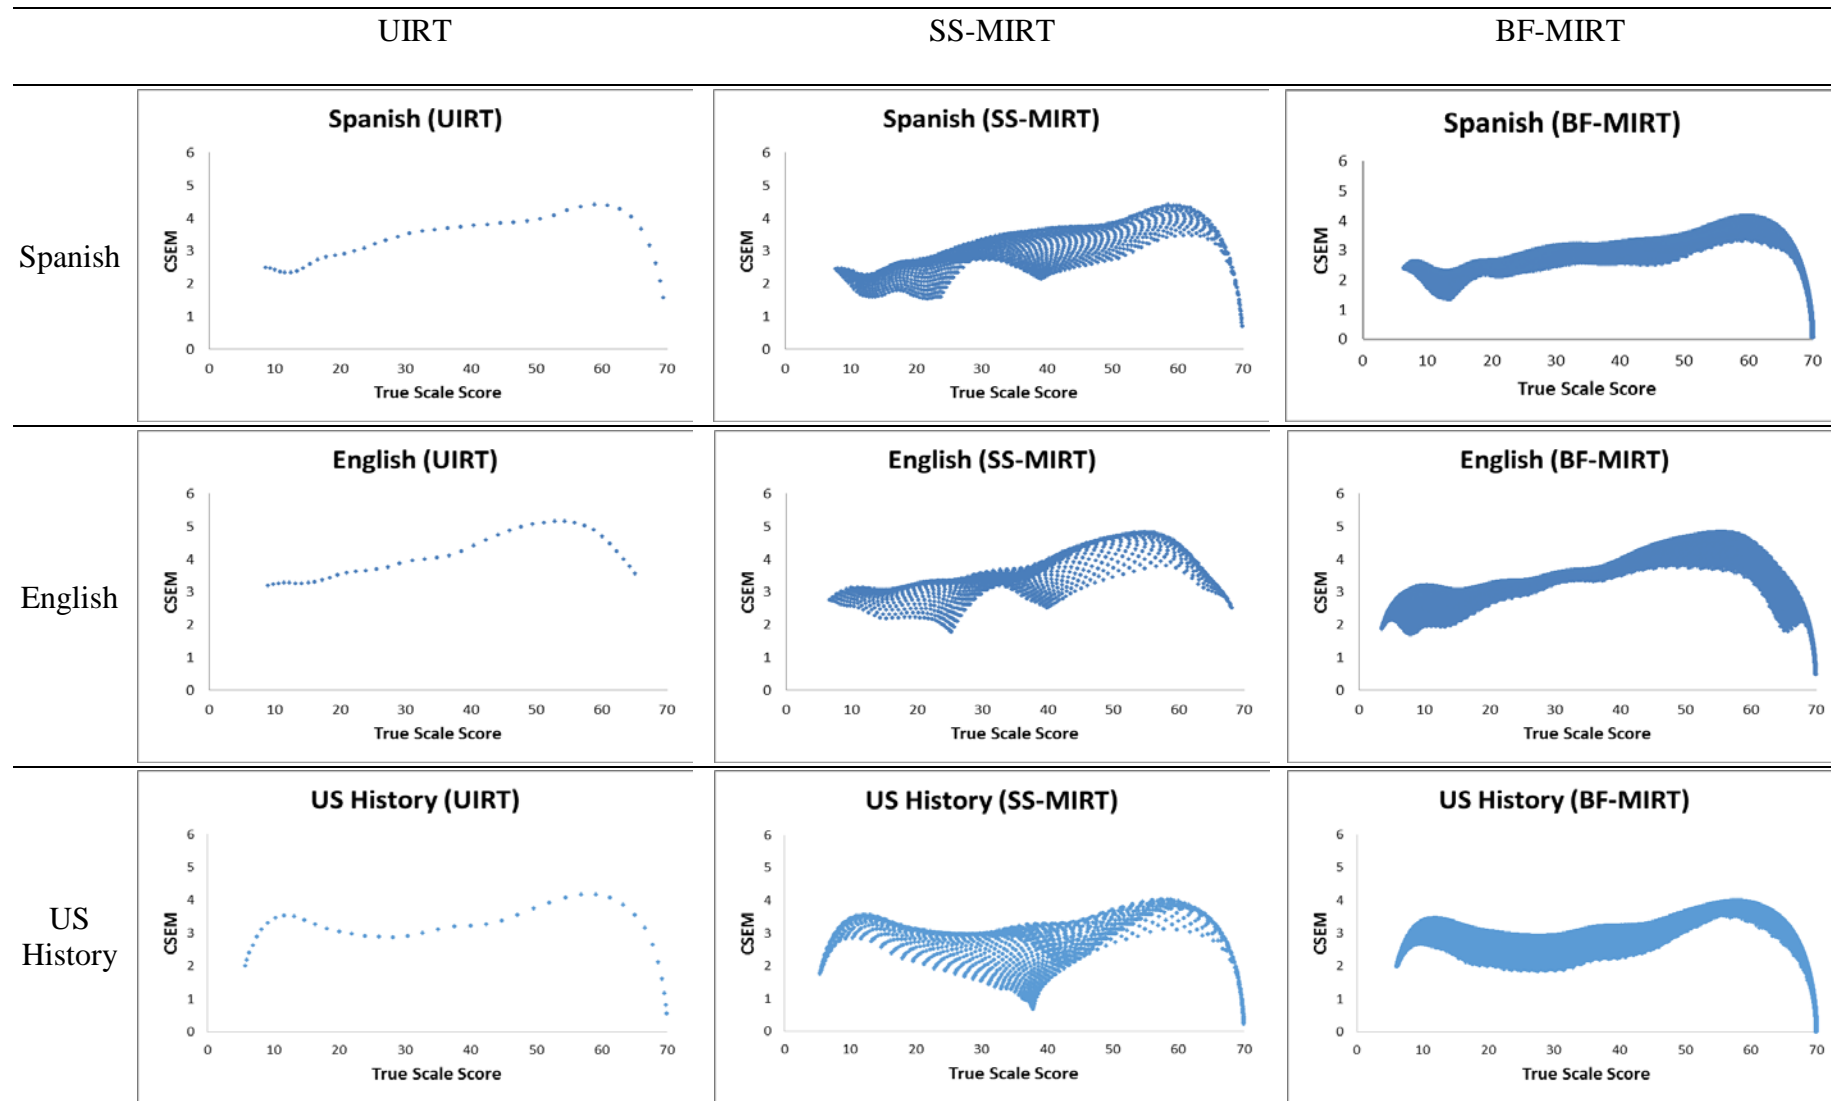 UIRT SS-MIRT BF-MIRT
Spanish
Spanish (UIRT)
6
5
4
3
2
1
0
CSEM
0 10 20 30 40 50 60 70
True Scale Score
Spanish (SS-MIRT)
6
5
4
3
2
1
0
CSEM
0 10 20 30 40 50 60 70
True Scale Score
Spanish (BF-MIRT)
6
5
4
3
2
1
0
CSEM
0 10 20 30 40 50 60 70
True Scale Score
English
English (UIRT)
6
5
4
3
2
1
0
CSEM
0 10 20 30 40 50 60 70
True Scale Score
English (SS-MIRT)
6
5
4
3
2
1
0
CSEM
0 10 20 30 40 50 60 70
True Scale Score
English (BF-MIRT)
6
5
4
3
2
1
0
CSEM
0 10 20 30 40 50 60 70
True Scale Score
US
History
US History (UIRT)
6
5
4
3
2
1
0
CSEM
0 10 20 30 40 50 60 70
True Scale Score
US History (SS-MIRT)
6
5
4
3
2
1
0
CSEM
0 10 20 30 40 50 60 70
True Scale Score
US History (BF-MIRT)
6
5
4
3
2
1
0
CSEM
0 10 20 30 40 50 60 70
True Scale Score